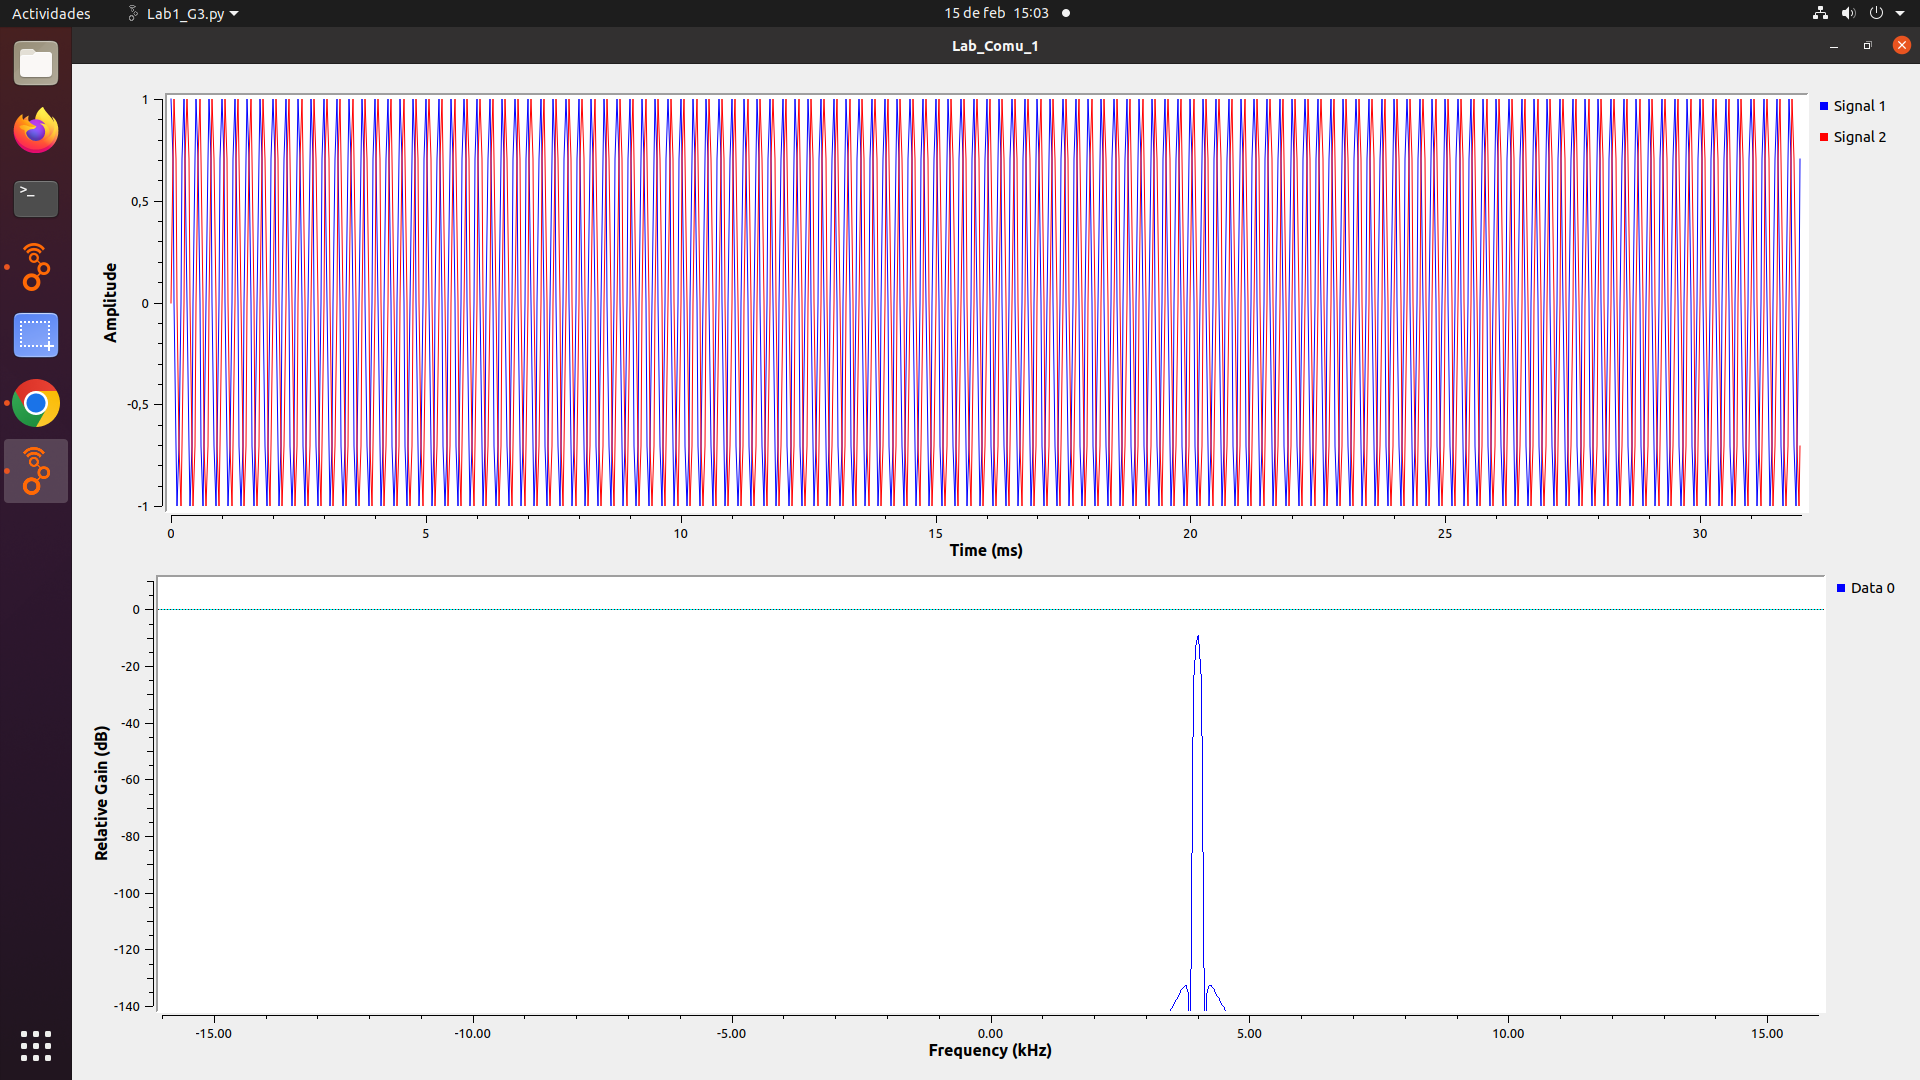 Actividades
Lab1_G3.py
15 de feb 15:03
Lab_Comu_1
>_
1
0,5
0
-0,5
-1
Amplitude
0 5 10 15 20 25 30
Time (ms)
Signal 1
Signal 2
0
-20
-40
-60
-80
-100
-120
-140
Relative Gain (dB)
-15.00 -10.00 -5.00 0.00 5.00 10.00 15.00
Frequency (kHz)
Data 0